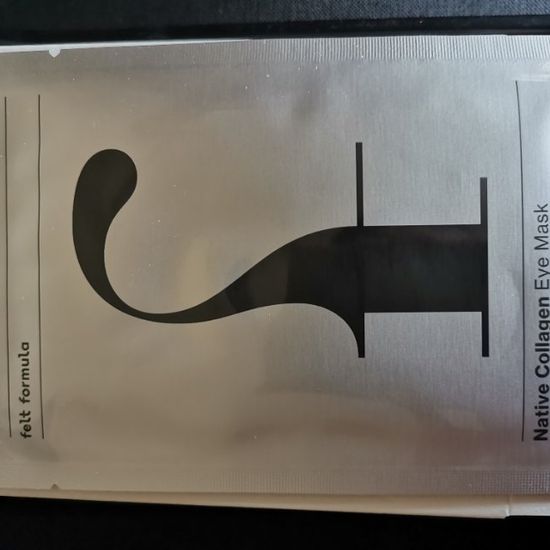 felt formula
f
Native Collagen Eye Mask